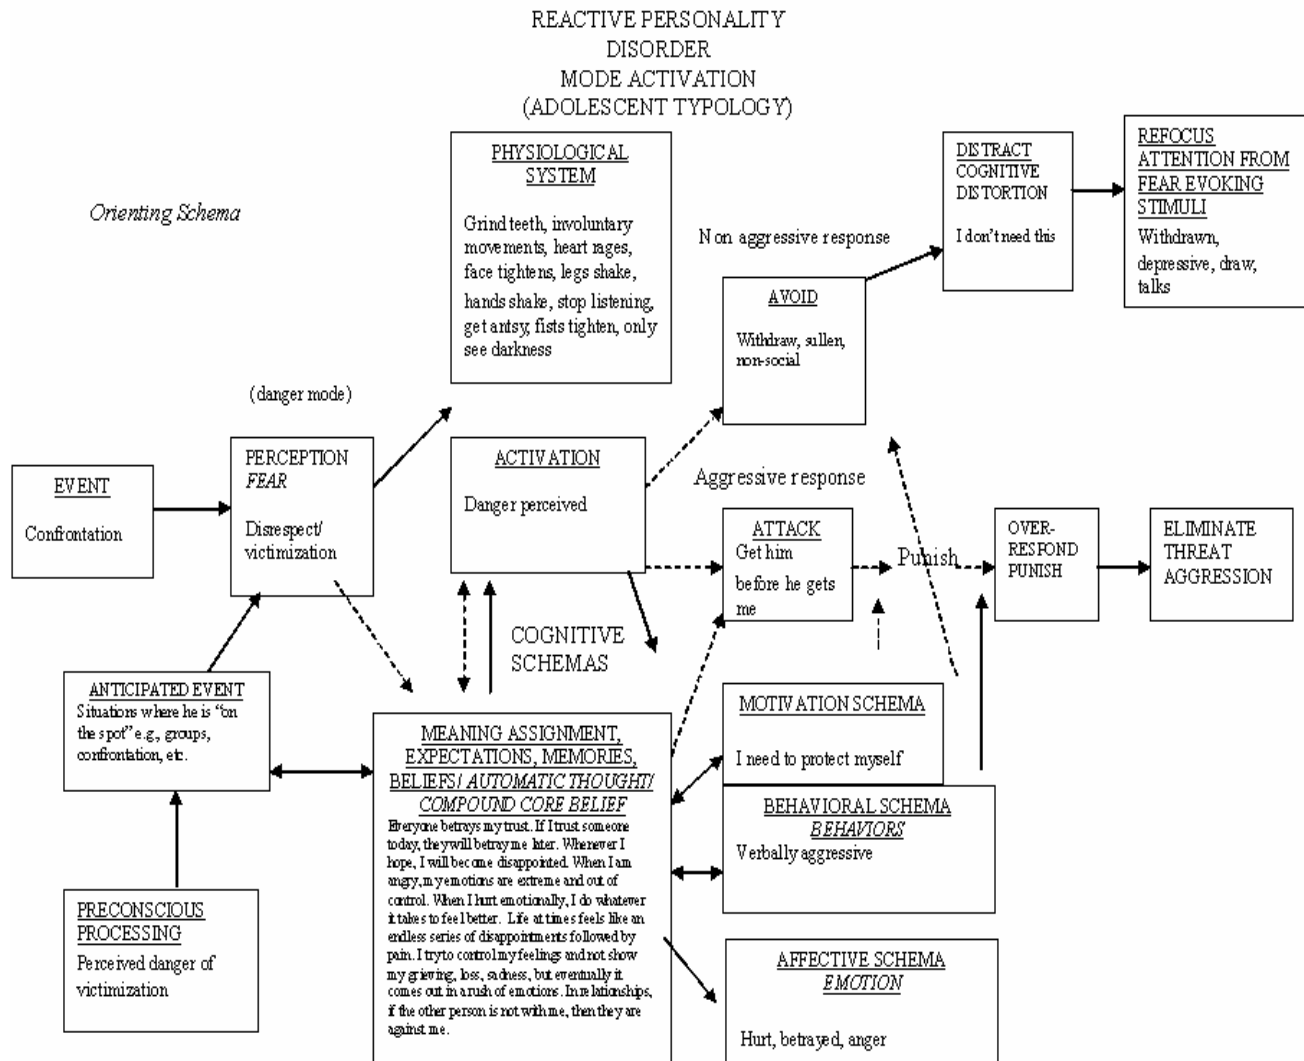 REACTIVE PERSONALITY
DISORDER
MODE ACTIVATION
(ADOLESCENT TYPOLOGY)
Orienting Schema
PHYSIOLOGICAL
SYSTEM
Grind teeth, involuntary
movements, heart rages,
face tightens, legs shake,
hands shake, stop listening,
get antsy, fists tighten, only
see darkness
Non aggressive response
DISTRACT
COGNITIVE
DISTORTION
I don't need this
REFOCUS
ATTENTION FROM
FEAR EVOKING
STIMULI
Withdrawn,
depressive, draw,
talks
AVOID
Withdraw, sullen,
non-social
(danger mode)
EVENT
Confrontation
PERCEPTION
FEAR
Disrespect/
victimization
ACTIVATION
Danger perceived
Aggressive response
ATTACK
Get him
before he gets
me
Punish
OVER-
RESPOND
PUNISH
ELIMINATE
THREAT
AGGRESSION
COGNITIVE
SCHEMAS
ANTICIPATED EVENT
Situations where he is “on
the spot” e.g., groups,
confrontation, etc.
PRECONSCIOUS
PROCESSING
Perceived danger of
victimization
MEANING ASSIGNMENT,
EXPECTATIONS, MEMORIES,
BELIEFS/ AUTOMATIC THOUGHT/
COMPOUND CORE BELIEF
Everyone betrays my trust. If I trust someone
today, they will betray me later. Whenever I
hope, I will become disappointed. When I am
angry, my emotions are extreme and out of
control. When I hurt emotionally, I do whatever
it takes to feel better. Life at times feels like an
endless series of disappointments followed by
pain. I try to control my feelings and not show
my grieving, loss, sadness, but eventually it
comes out in a rush of emotions. In relationships,
if the other person is not with me, then they are
against me.
MOTIVATION SCHEMA
I need to protect myself
BEHAVIORAL SCHEMA
BEHAVIORS
Verbally aggressive
AFFECTIVE SCHEMA
EMOTION
Hurt, betrayed, anger